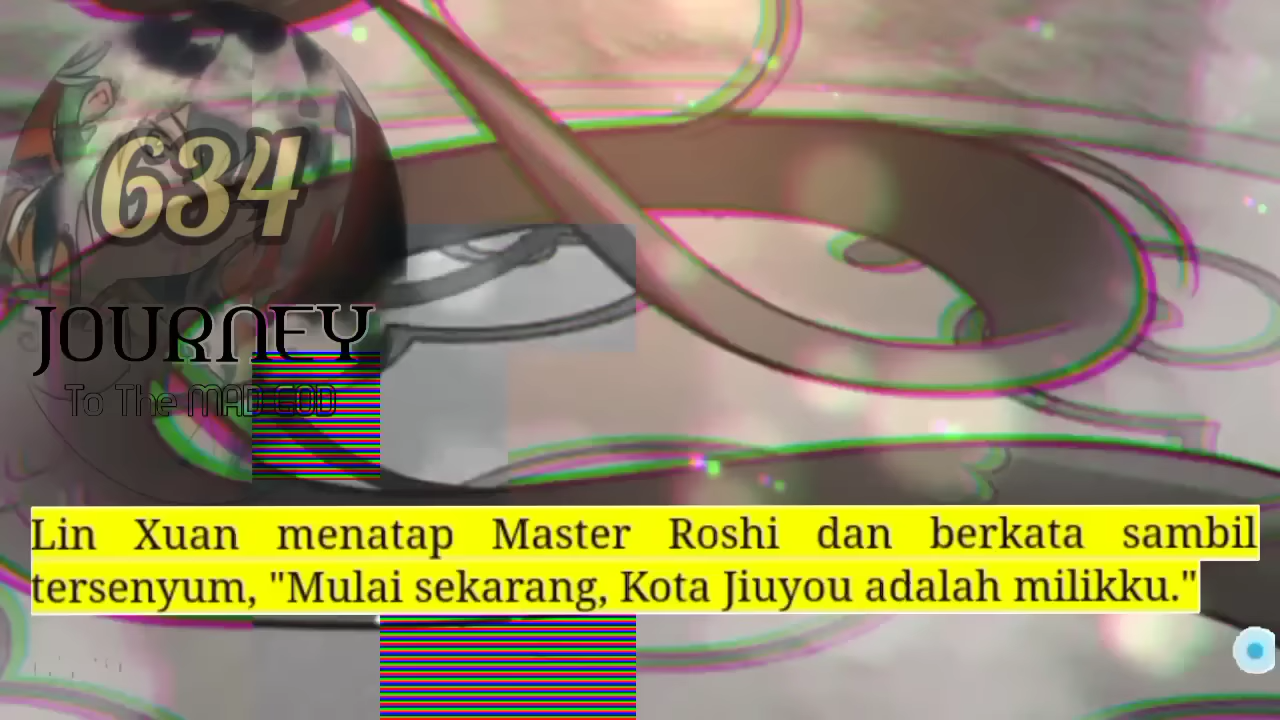 634
JOURNEY
To The MAD GOD
Lin Xuan menatap Master Roshi dan berkata sambil
tersenyum, "Mulai sekarang, Kota Jiuyou adalah milikku."